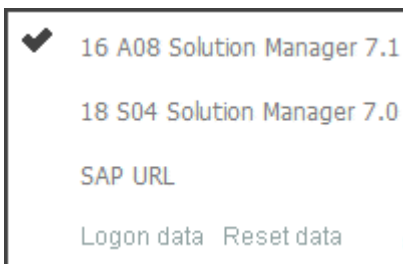 16 A08 Solution Manager 7.1
18 S04 Solution Manager 7.0
SAP URL
Logon data Reset data